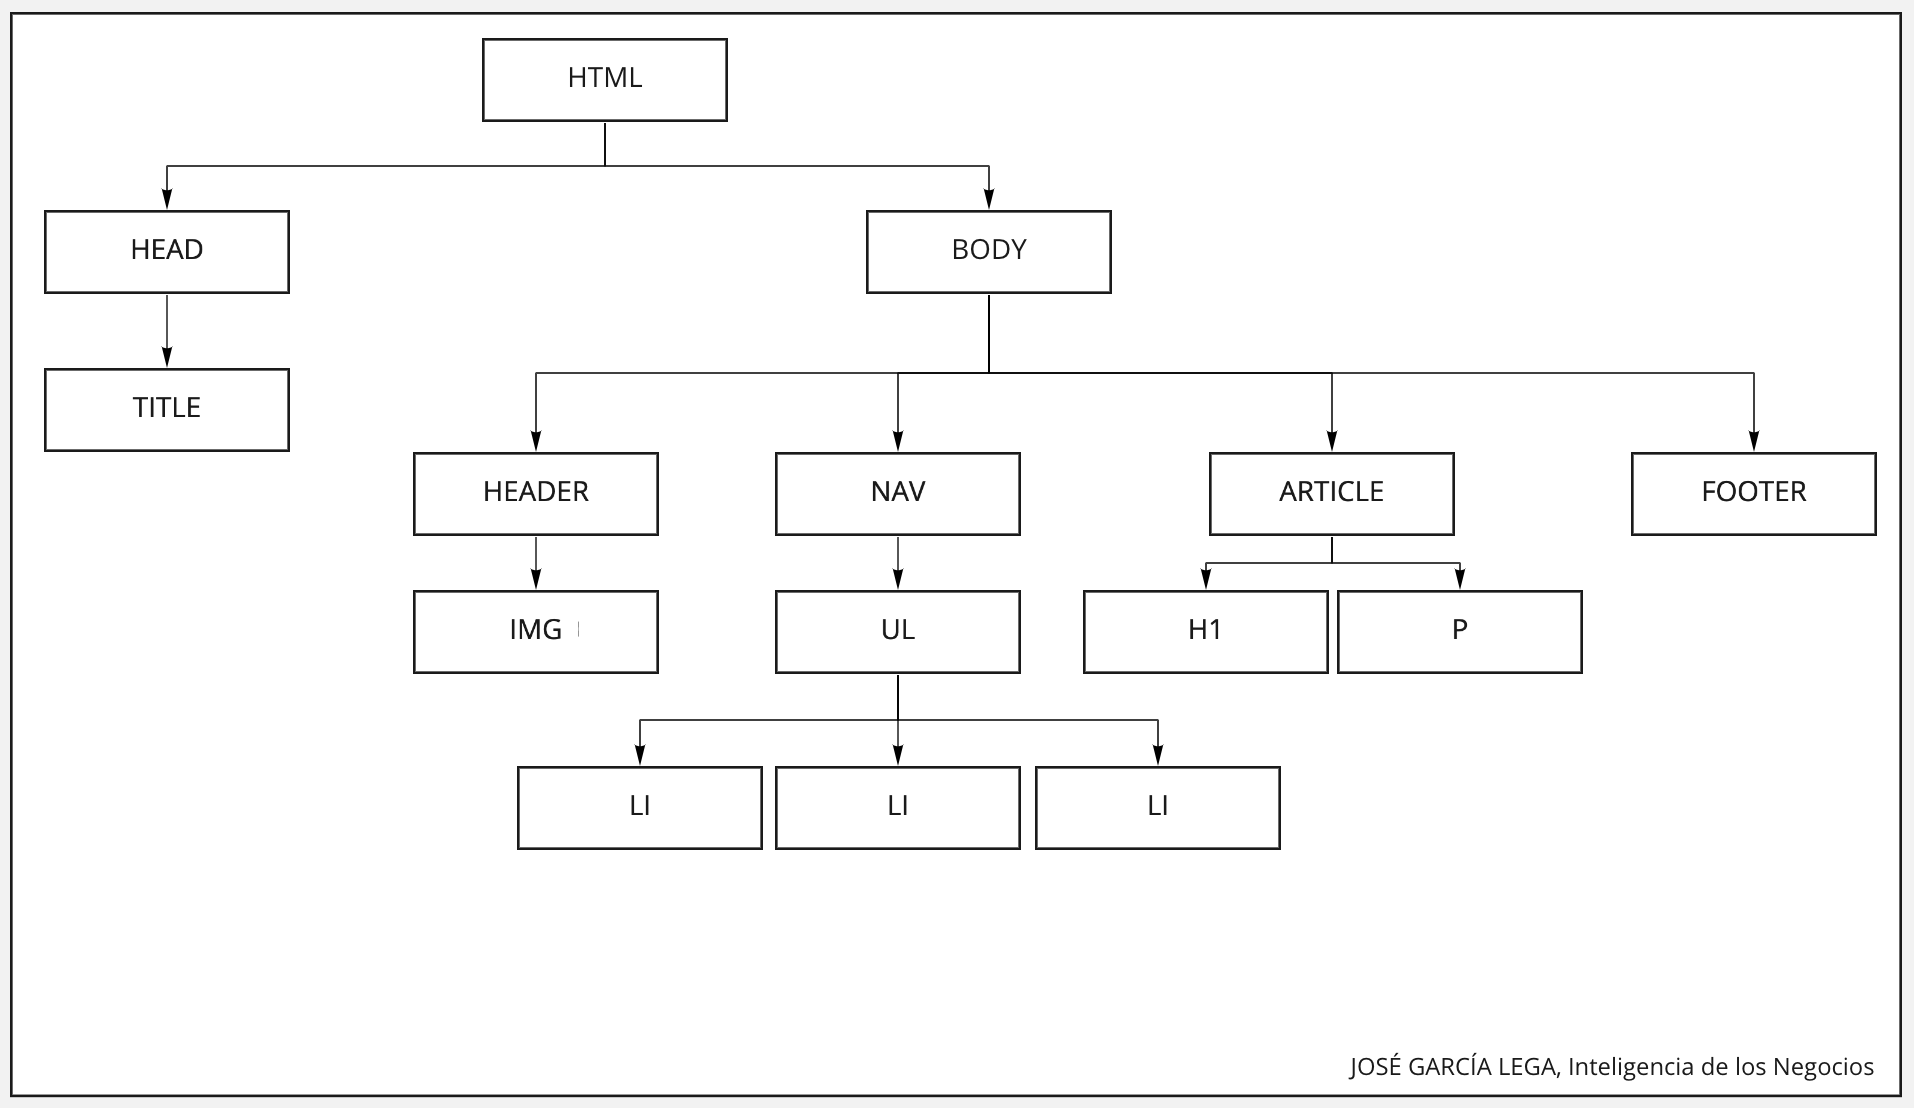 HTML
HEAD
BODY
TITLE
HEADER
NAV
ARTICLE
FOOTER
IMG
UL
H1
P
LI
LI
LI
JOSÉ GARCÍA LEGA, Inteligencia de los Negocios